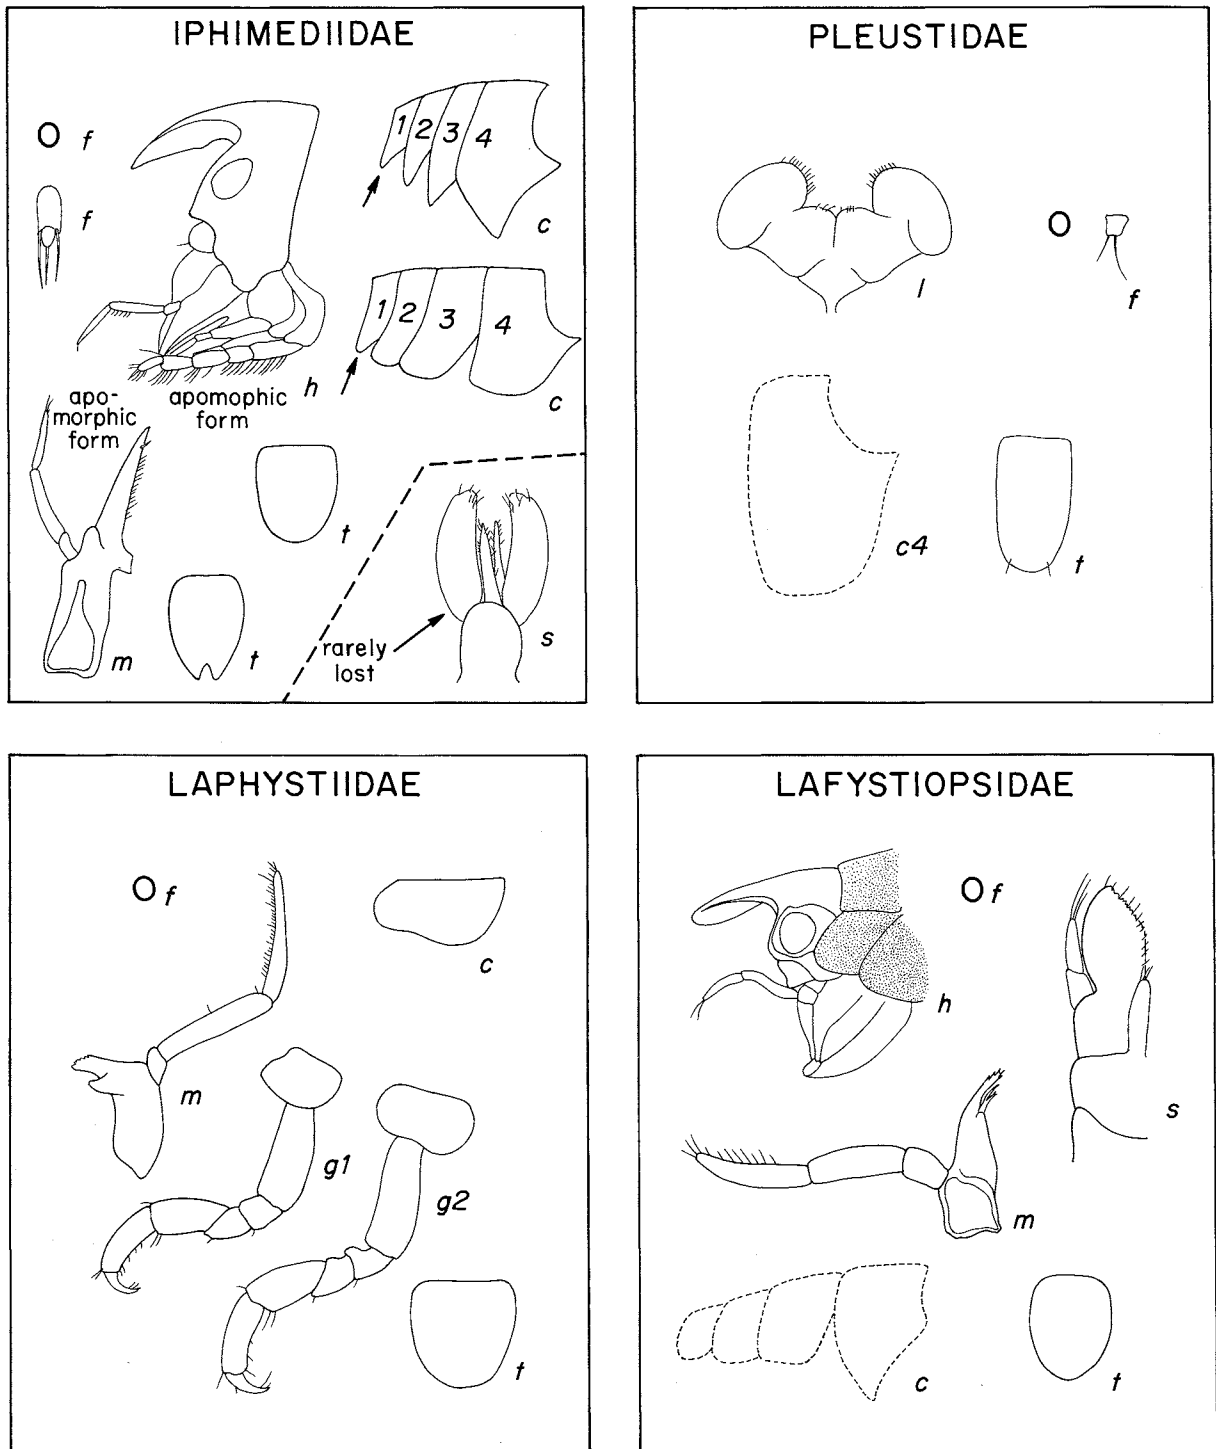 IPHIMEDIIDAE
O f
f
1 2 3 4
c
1 2 3 4
c
h
apo-
morphic
form
apomophic
form
t
m
t
rarely
lost
s
PLEUSTIDAE
l
O
f
c4
t
LAPHYSTIIDAE
O f
c
m
g1
g2
t
LAFYSTIOPSIDAE
O f
h
s
m
c
t